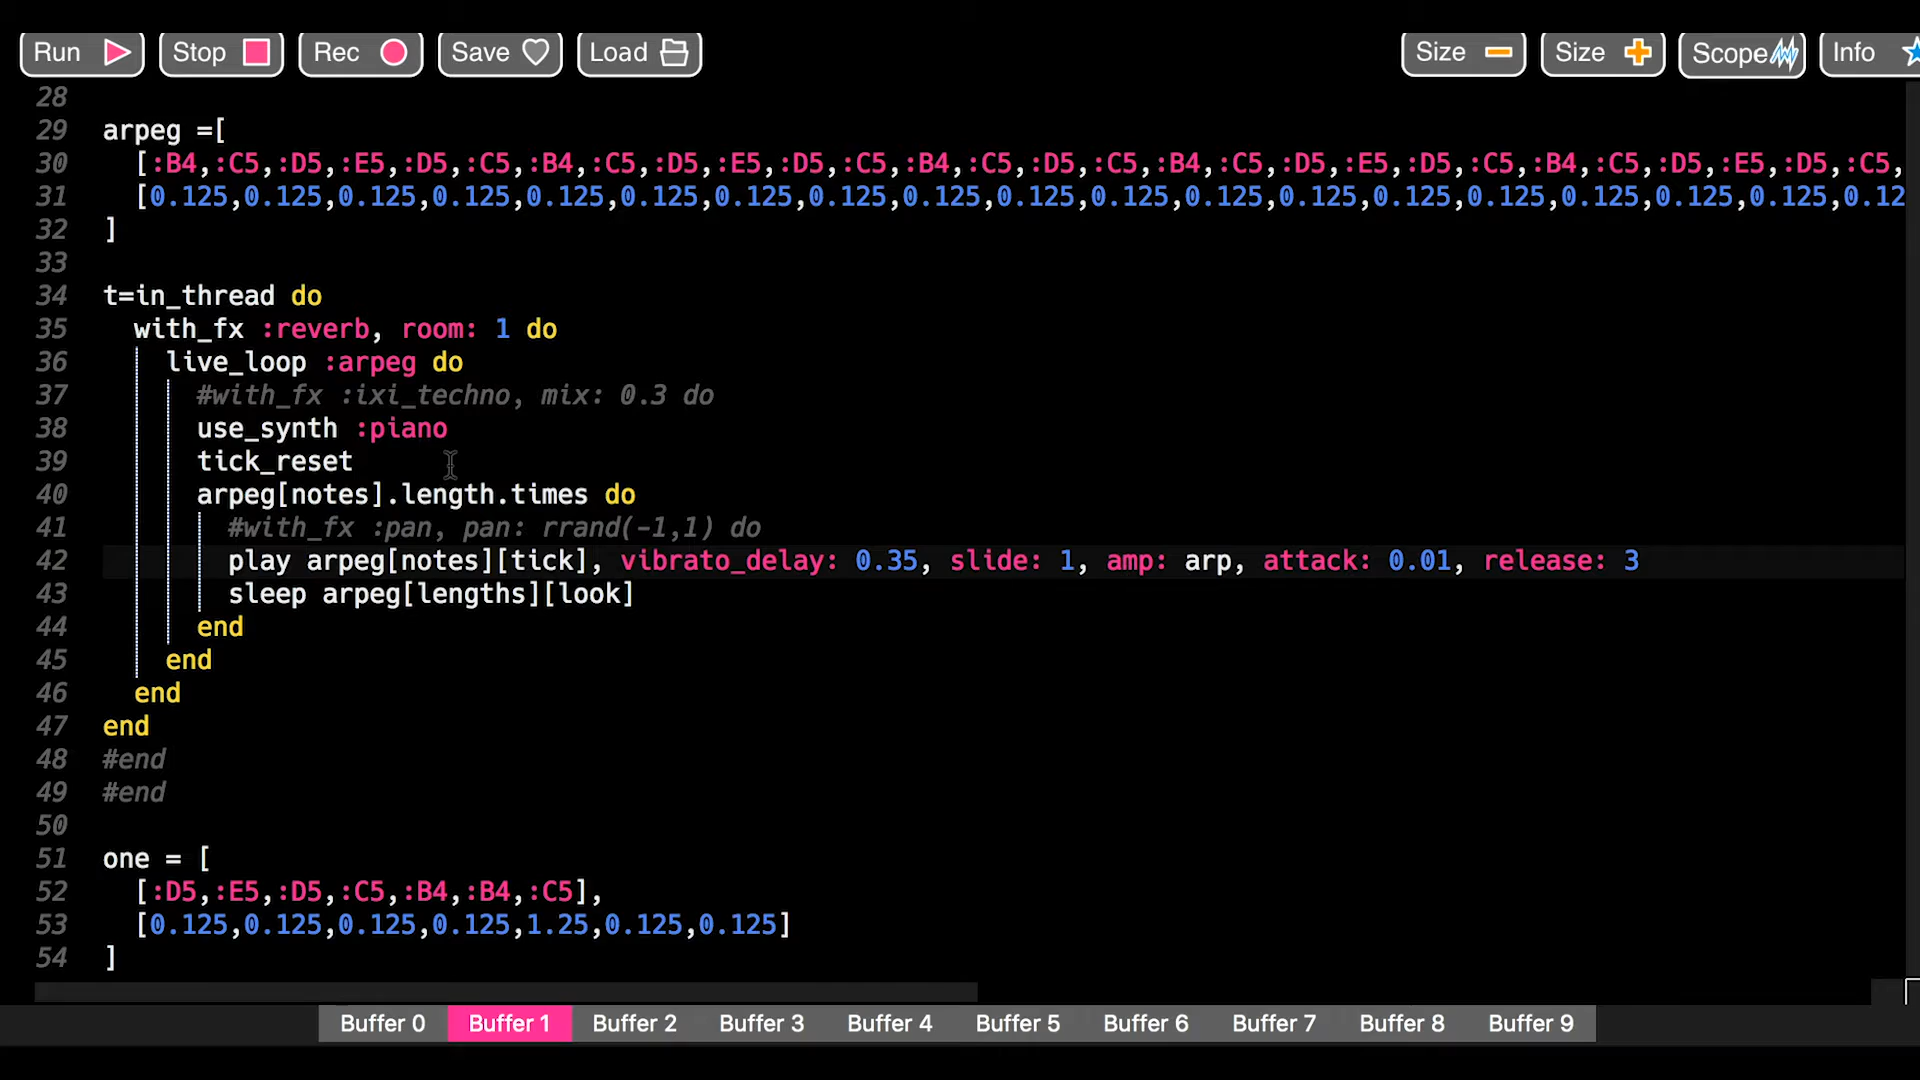 Run Stop Rec Save Load Size Size Scope Info
28
29 arpeg =[
30 [:B4,:C5,:D5,:E5,:D5,:C5,:B4,:C5,:D5,:E5,:D5,:C5,:B4,:C5,:D5,:C5,:B4,:C5,:D5,:E5,:D5,:C5,:B4,:C5,:D5,:E5,:D5,:C5,
31 [0.125,0.125,0.125,0.125,0.125,0.125,0.125,0.125,0.125,0.125,0.125,0.125,0.125,0.125,0.125,0.125,0.125,0.125,0.12
32 ]
33
34 t=in_thread do
35 with_fx :reverb, room: 1 do
36 live_loop :arpeg do
37 #with_fx :ixi_techno, mix: 0.3 do
38 use_synth :piano
39 tick_reset
40 arpeg[notes].length.times do
41 #with_fx :pan, pan: rrand(-1,1) do
42 play arpeg[notes][tick], vibrato_delay: 0.35, slide: 1, amp: arp, attack: 0.01, release: 3
43 sleep arpeg[lengths][look]
44 end
45 end
46 end
47 end
48 #end
49 #end
50
51 one = [
52 [:D5,:E5,:D5,:C5,:B4,:B4,:C5],
53 [0.125,0.125,0.125,0.125,1.25,0.125,0.125]
54 ]
Buffer 0 Buffer 1 Buffer 2 Buffer 3 Buffer 4 Buffer 5 Buffer 6 Buffer 7 Buffer 8 Buffer 9